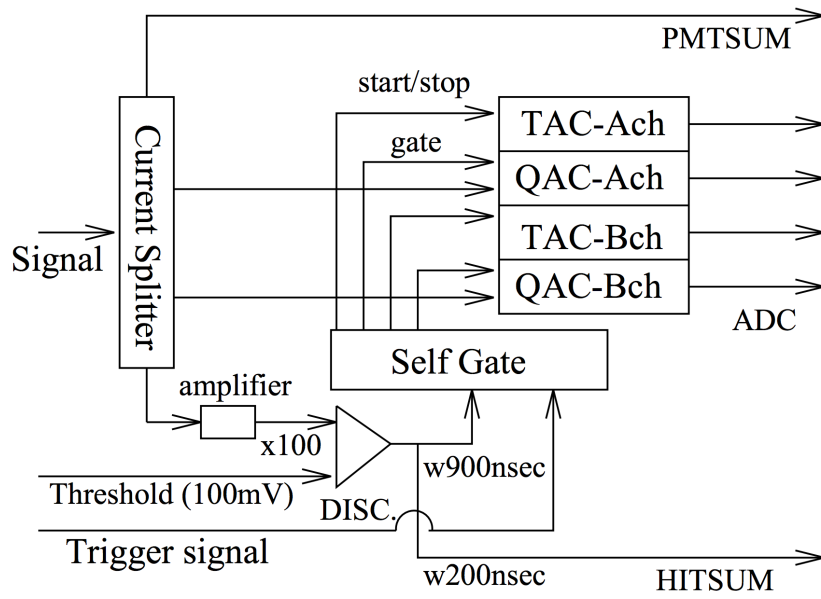 PMTSUM
start/stop
TAC-Ach
gate
QAC-Ach
Current Splitter
TAC-Bch
Signal
QAC-Bch
ADC
Self Gate
amplifier
x100
w900nsec
Threshold (100mV)
DISC.
Trigger signal
w200nsec
HITSUM